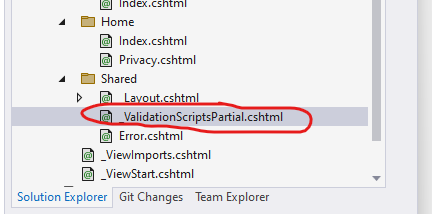 Index.cshtml
Home
Index.cshtml
Privacy.cshtml
Shared
_Layout.cshtml
_ValidationScriptsPartial.cshtml
Error.cshtml
_ViewImports.cshtml
_ViewStart.cshtml
Solution Explorer Git Changes Team Explorer